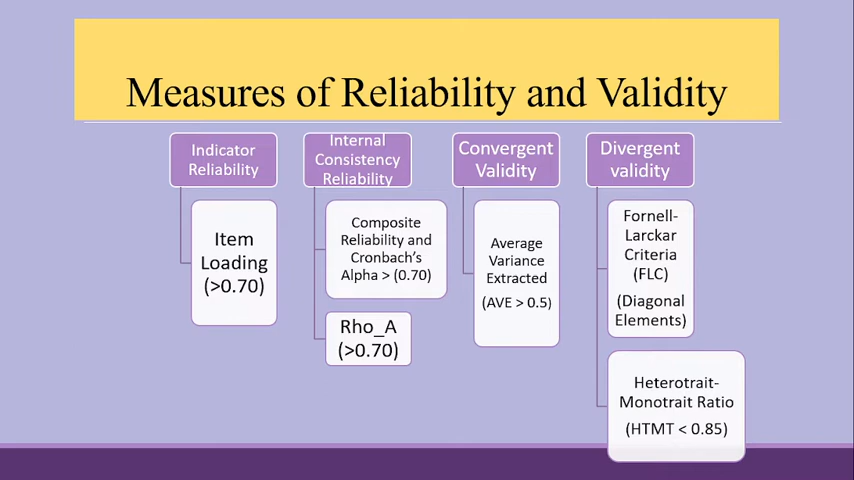 Measures of Reliability and Validity
Indicator
Reliability
Item
Loading
(>0.70)
Internal
Consistency
Reliability
Composite
Reliability and
Cronbach's
Alpha > (0.70)
Rho_A
(>0.70)
Convergent
Validity
Average
Variance
Extracted
(AVE > 0.5)
Divergent
validity
Fornell-
Larckar
Criteria
(FLC)
(Diagonal
Elements)
Heterotrait-
Monotrait Ratio
(HTMT < 0.85)